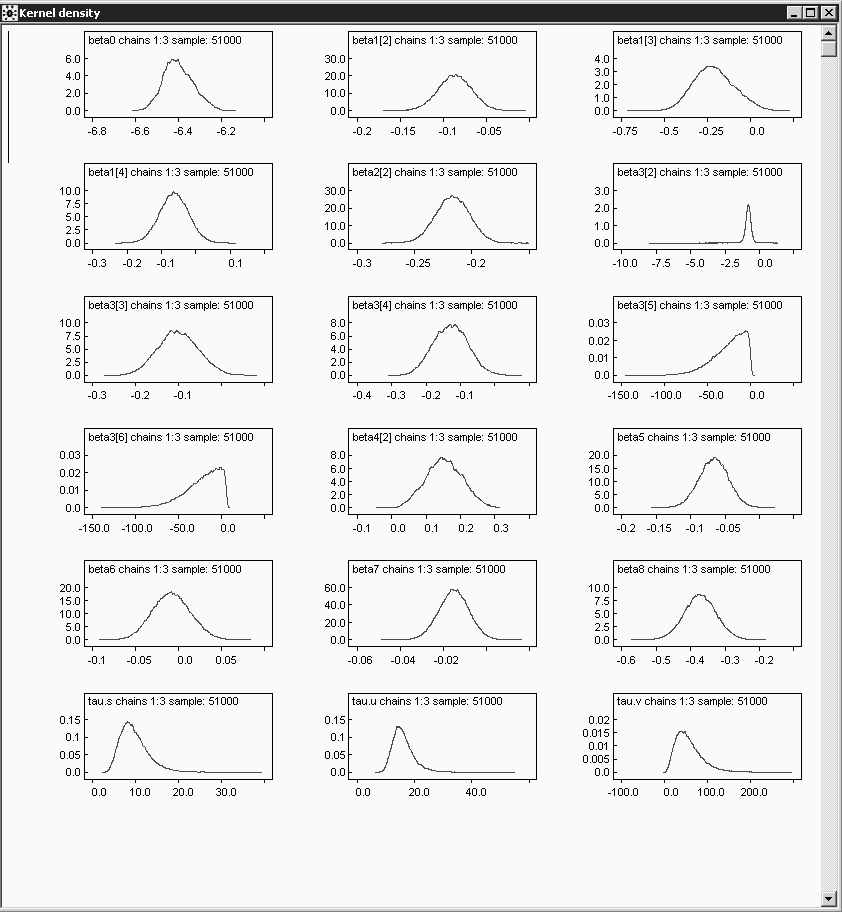 Kernel density
beta0 chains 1:3 sample: 51000
6.0
4.0
2.0
0.0
-6.8 -6.6 -6.4 -6.2
beta1[2] chains 1:3 sample: 51000
30.0
20.0
10.0
0.0
-0.2 -0.15 -0.1 -0.05
beta1[3] chains 1:3 sample: 51000
4.0
3.0
2.0
1.0
0.0
-0.75 -0.5 -0.25 0.0
beta1[4] chains 1:3 sample: 51000
10.0
7.5
5.0
2.5
0.0
-0.3 -0.2 -0.1 0.1
beta2[2] chains 1:3 sample: 51000
30.0
20.0
10.0
0.0
-0.3 -0.25 -0.2
beta3[2] chains 1:3 sample: 51000
3.0
2.0
1.0
0.0
-10.0 -7.5 -5.0 -2.5 0.0
beta3[3] chains 1:3 sample: 51000
10.0
7.5
5.0
2.5
0.0
-0.3 -0.2 -0.1
beta3[4] chains 1:3 sample: 51000
8.0
6.0
4.0
2.0
0.0
-0.4 -0.3 -0.2 -0.1
beta3[5] chains 1:3 sample: 51000
0.03
0.02
0.01
0.0
-150.0 -100.0 -50.0 0.0
beta3[6] chains 1:3 sample: 51000
0.03
0.02
0.01
0.0
-150.0 -100.0 -50.0 0.0
beta4[2] chains 1:3 sample: 51000
8.0
6.0
4.0
2.0
0.0
-0.1 0.0 0.1 0.2 0.3
beta5 chains 1:3 sample: 51000
20.0
15.0
10.0
5.0
0.0
-0.2 -0.15 -0.1 -0.05
beta6 chains 1:3 sample: 51000
20.0
15.0
10.0
5.0
0.0
-0.1 -0.05 0.0 0.05
beta7 chains 1:3 sample: 51000
60.0
40.0
20.0
0.0
-0.06 -0.04 -0.02
beta8 chains 1:3 sample: 51000
10.0
7.5
5.0
2.5
0.0
-0.6 -0.5 -0.4 -0.3 -0.2
tau.s chains 1:3 sample: 51000
0.15
0.1
0.05
0.0
0.0 10.0 20.0 30.0
tau.u chains 1:3 sample: 51000
0.15
0.1
0.05
0.0
0.0 20.0 40.0
tau.v chains 1:3 sample: 51000
0.02
0.015
0.01
0.005
0.0
-100.0 0.0 100.0 200.0